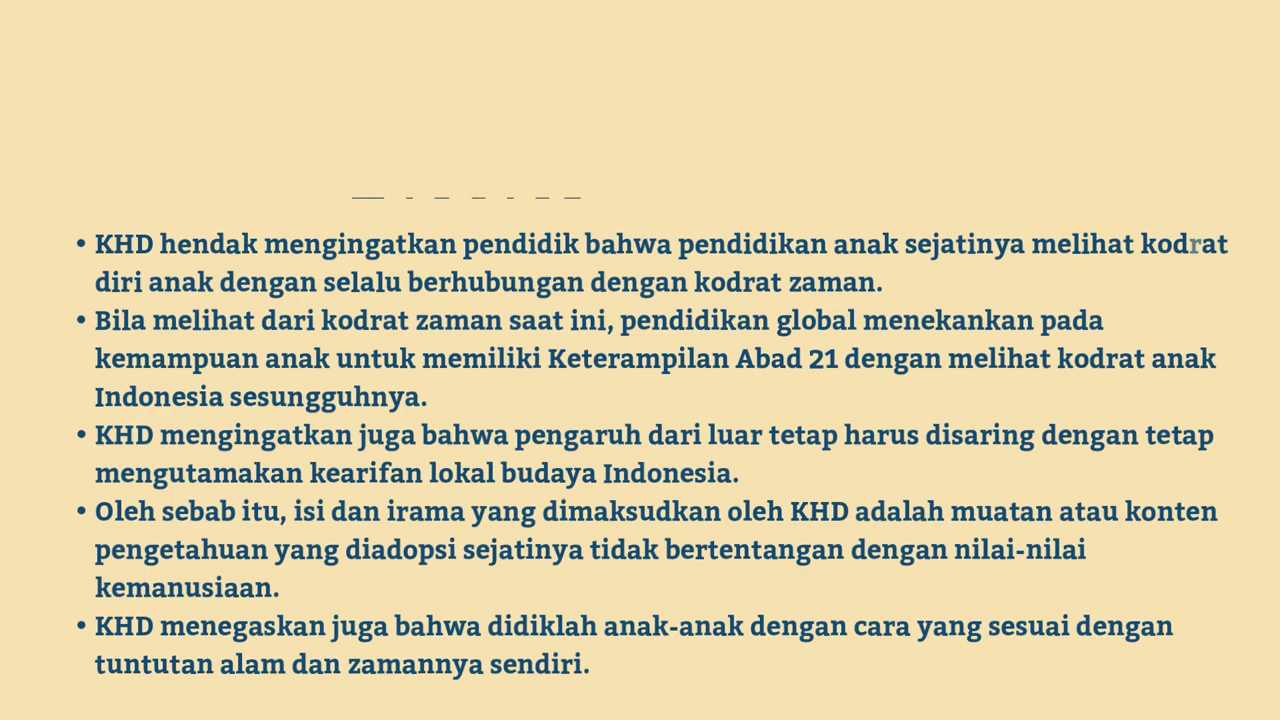 • KHD hendak mengingatkan pendidik bahwa pendidikan anak sejatinya melihat kodrat
diri anak dengan selalu berhubungan dengan kodrat zaman.
• Bila melihat dari kodrat zaman saat ini, pendidikan global menekankan pada
kemampuan anak untuk memiliki Keterampilan Abad 21 dengan melihat kodrat anak
Indonesia sesungguhnya.
• KHD mengingatkan juga bahwa pengaruh dari luar tetap harus disaring dengan tetap
mengutamakan kearifan lokal budaya Indonesia.
• Oleh sebab itu, isi dan irama yang dimaksudkan oleh KHD adalah muatan atau konten
pengetahuan yang diadopsi sejatinya tidak bertentangan dengan nilai-nilai
kemanusiaan.
• KHD menegaskan juga bahwa didiklah anak-anak dengan cara yang sesuai dengan
tuntutan alam dan zamannya sendiri.